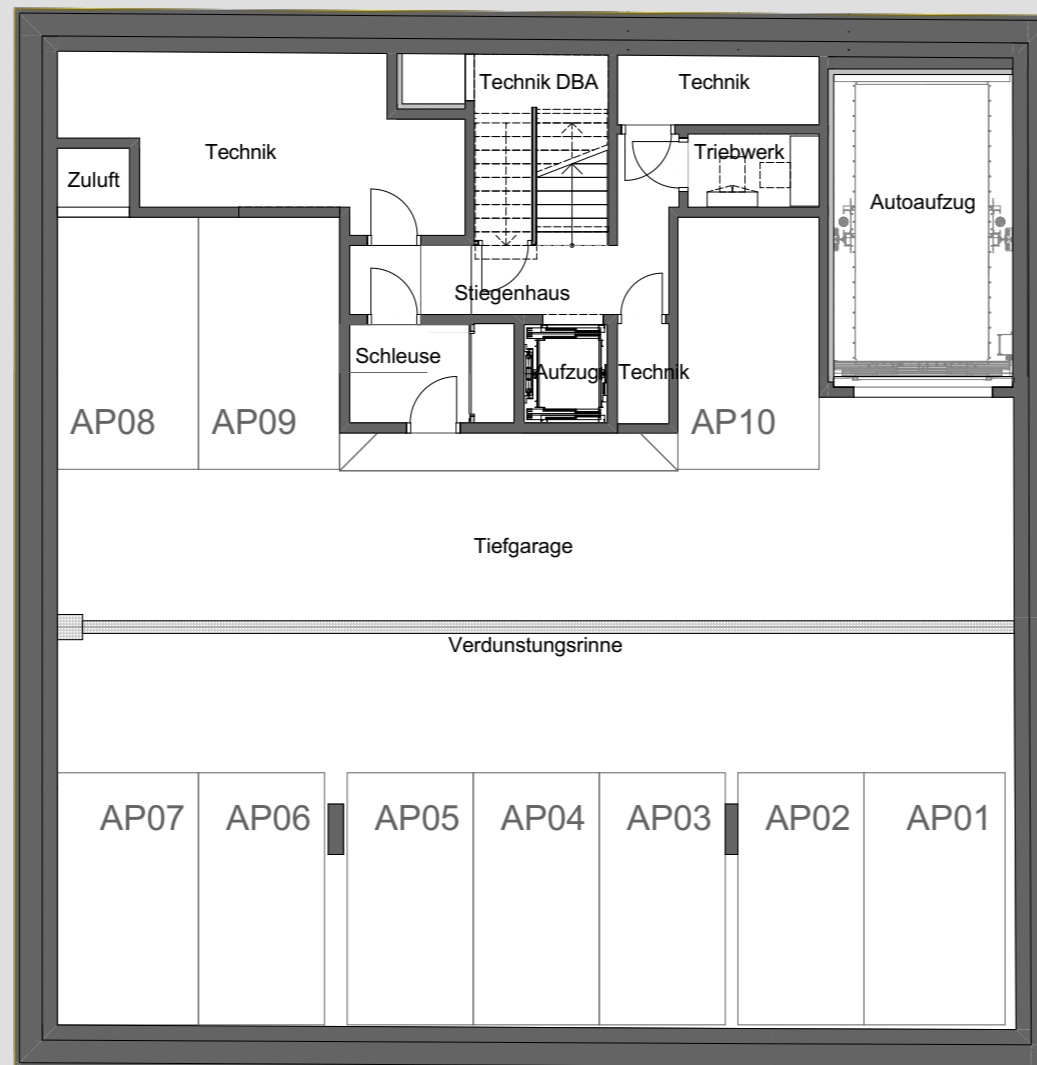 Technik DBA
Technik
Technik
Triebwerk
Zuluft
Autoaufzug
Stiegenhaus
Schleuse
Aufzug
Technik
AP08
AP09
AP10
Tiefgarage
Verdunstungsrinne
AP07
AP06
AP05
AP04
AP03
AP02
AP01